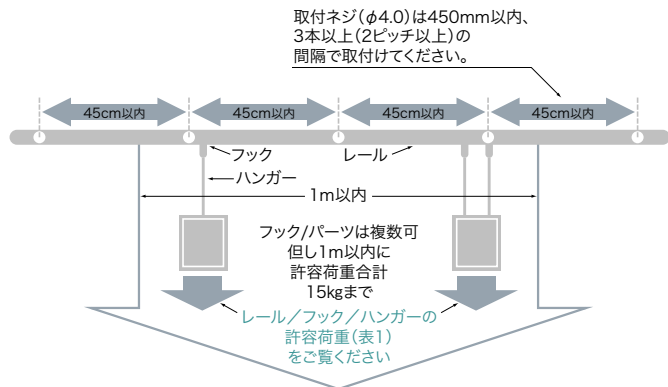 取付ネジ(φ4.0)は450mm以内、
3本以上(2ピッチ以上)の
間隔で取付けてください。
45cm以内
45cm以内
45cm以内
45cm以内
フック
レール
ハンガー
1m以内
フック/パーツは複数可
但し1m以内に
許容荷重合計
15kgまで
レール／フック／ハンガーの
許容荷重(表1)
をご覧ください